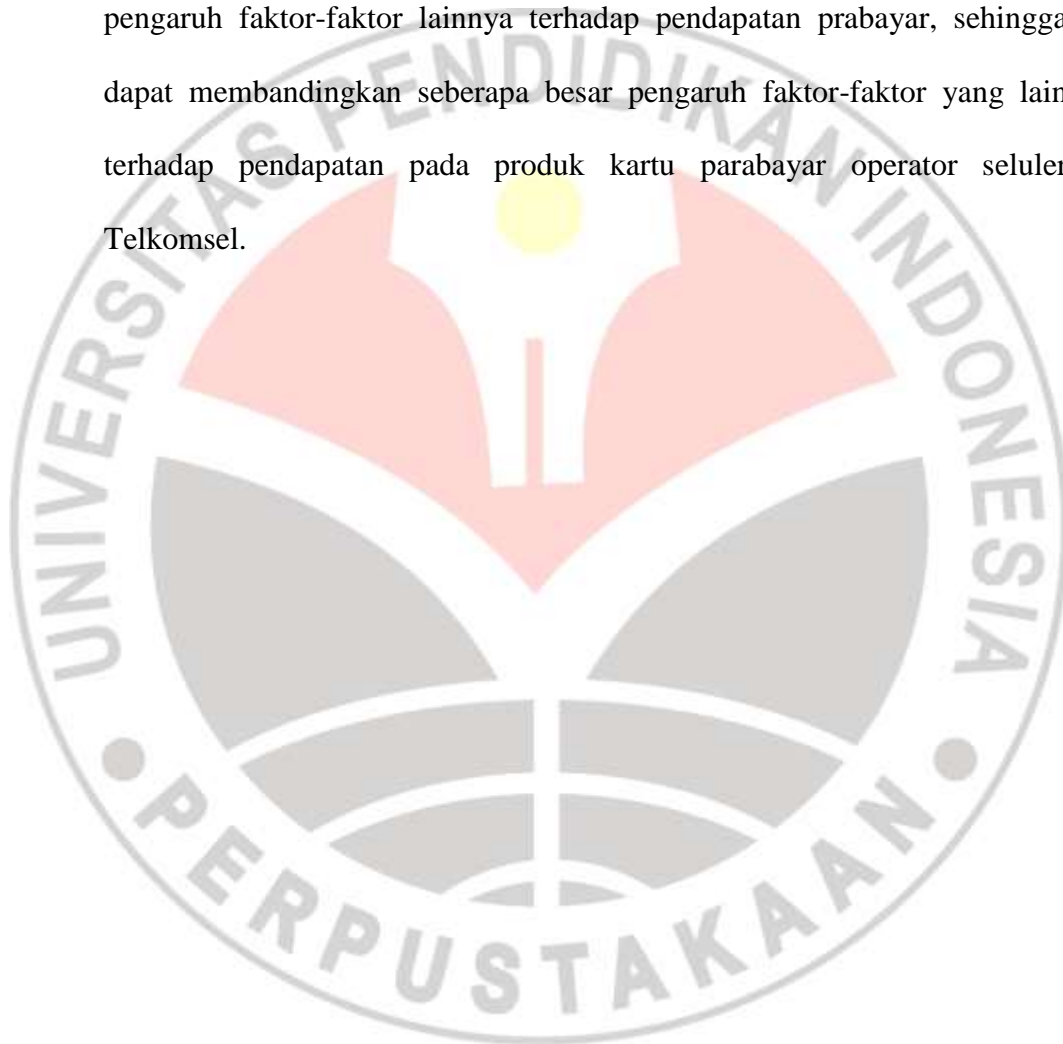 pengaruh faktor-faktor lainnya terhadap pendapatan prabayar, sehingga
dapat membandingkan seberapa besar pengaruh faktor-faktor yang lain
terhadap pendapatan pada produk kartu parabayar operator seluler
Telkomsel.
UNIVERSITAS PENDIDIKAN INDONESIA
PERPUSTAKAAN